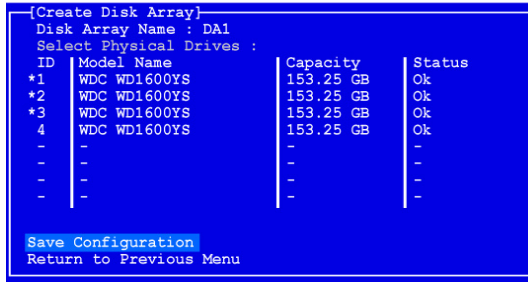 [Create Disk Array]
Disk Array Name : DA1
Select Physical Drives :
ID Model Name Capacity Status
*1 WDC WD1600YS 153.25 GB Ok
*2 WDC WD1600YS 153.25 GB Ok
*3 WDC WD1600YS 153.25 GB Ok
4 WDC WD1600YS 153.25 GB Ok
- - - -
- - - -
- - - -
- - - -
Save Configuration
Return to Previous Menu